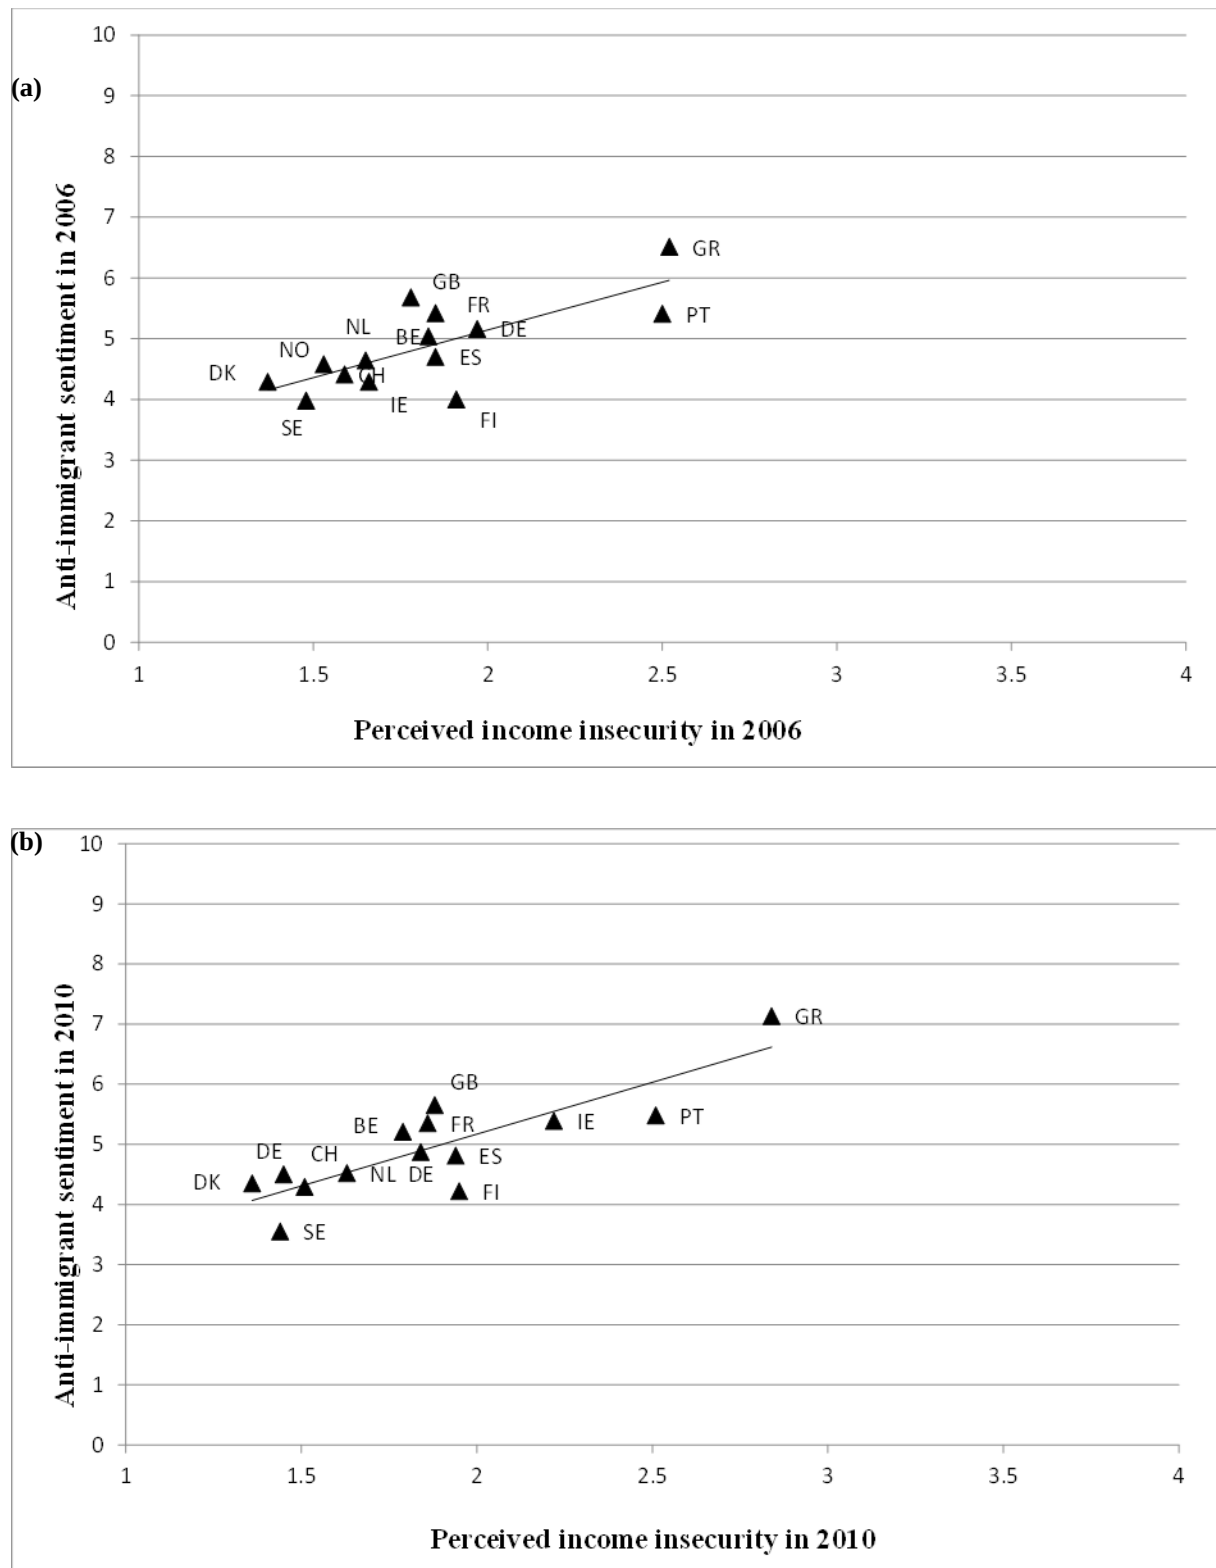 (a)
Anti-immigrant sentiment in 2006
10
9
8
7
6
5
4
3
2
1
0
GR
GB
FR
PT
NL
BE
DE
NO
ES
DK
CH
IE
SE
FI
1 1.5 2 2.5 3 3.5 4
Perceived income insecurity in 2006
(b)
Anti-immigrant sentiment in 2010
10
9
8
7
6
5
4
3
2
1
0
GR
GB
BE
FR
IE
PT
DE
CH
ES
DK
NL
DE
FI
SE
1 1.5 2 2.5 3 3.5 4
Perceived income insecurity in 2010